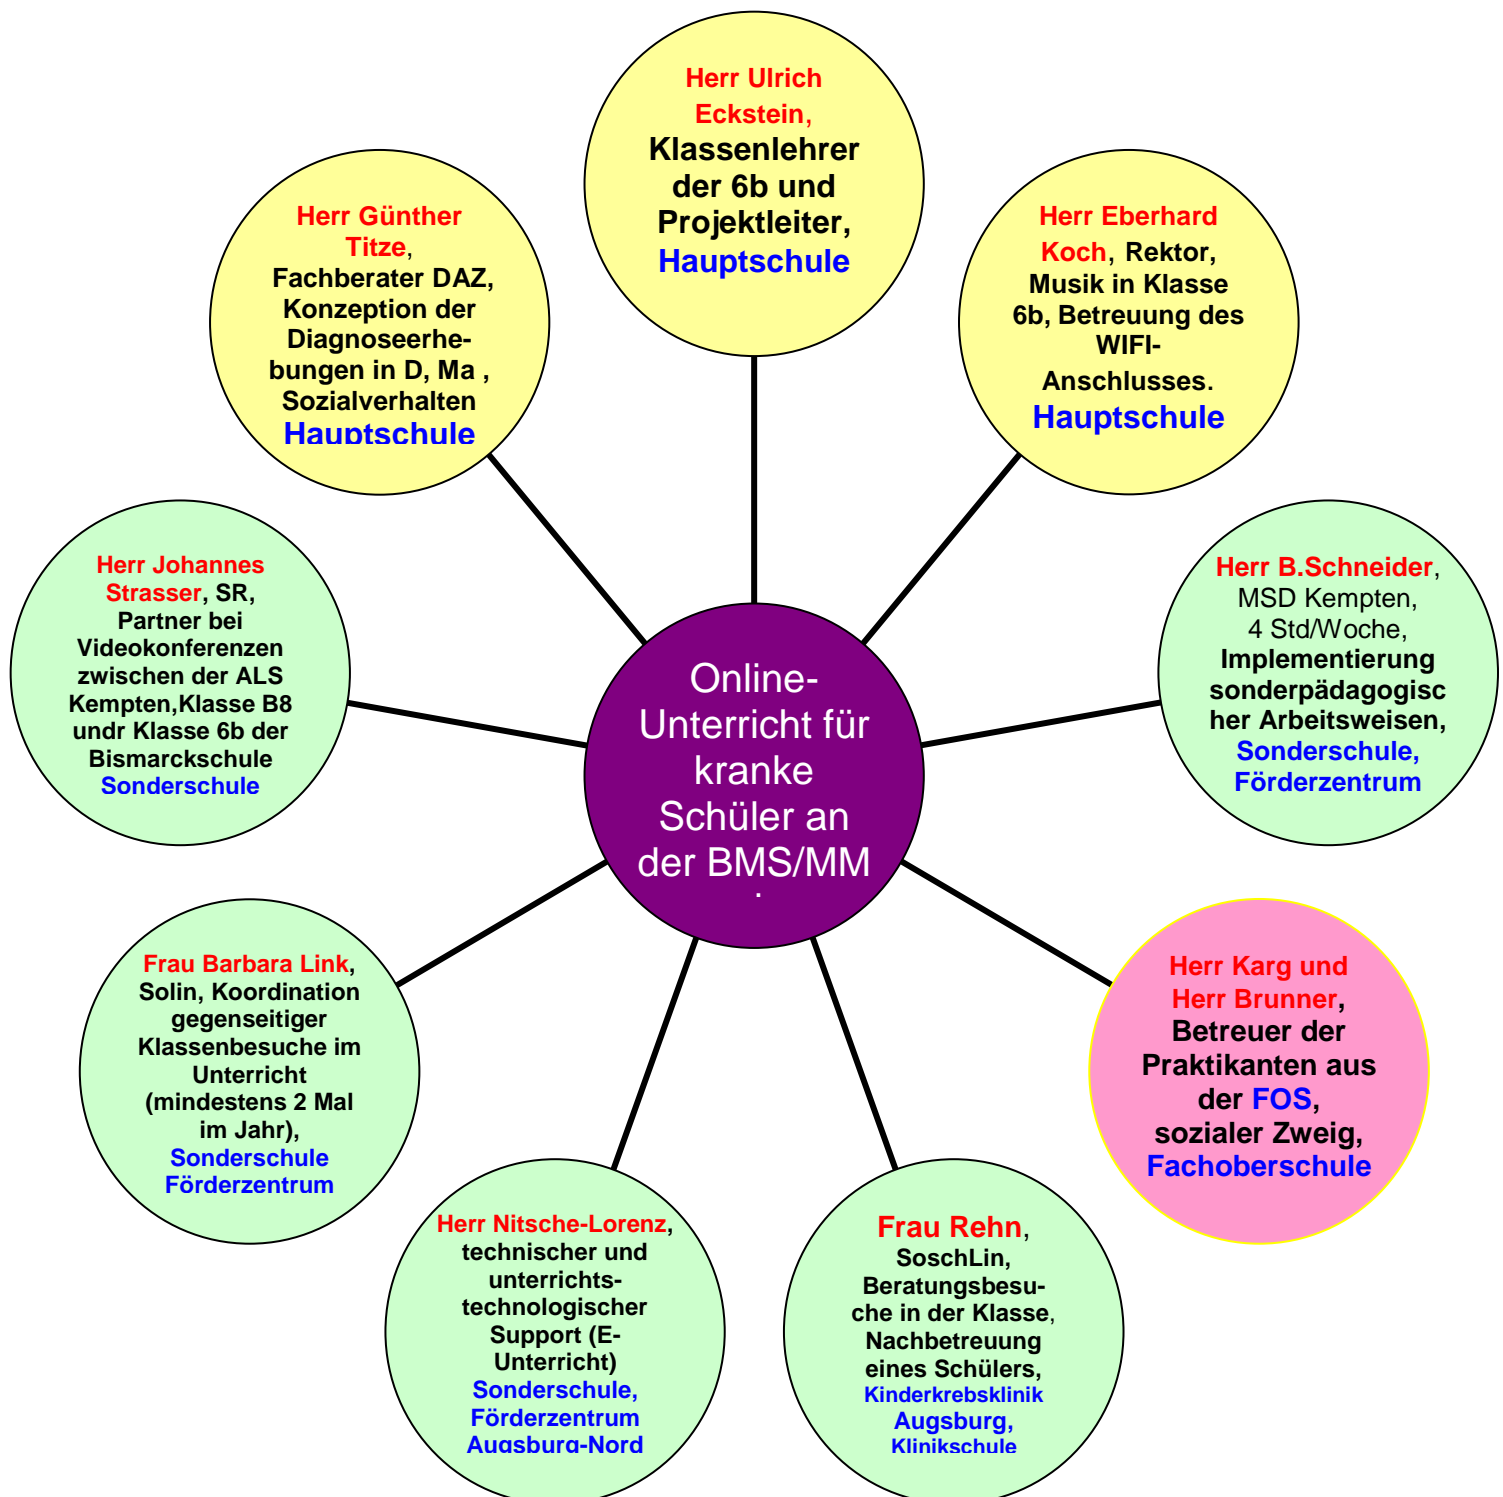 Herr Ulrich
Eckstein,
Klassenlehrer
der 6b und
Projektleiter,
Hauptschule
Herr Günther
Titze,
Fachberater DAZ,
Konzeption der
Diagnoseerhe-
bungen in D, Ma ,
Sozialverhalten
Hauptschule
Herr Eberhard
Koch, Rektor,
Musik in Klasse
6b, Betreuung des
WIFI-
Anschlusses.
Hauptschule
Herr Johannes
Strasser, SR,
Partner bei
Videokonferenzen
zwischen der ALS
Kempten,Klasse B8
undr Klasse 6b der
Bismarckschule
Sonderschule
Herr B.Schneider,
MSD Kempten,
4 Std/Woche,
Implementierung
sonderpädagogisc
her Arbeitsweisen,
Sonderschule,
Förderzentrum
Online-
Unterricht für
kranke
Schüler an
der BMS/MM
.
Frau Barbara Link,
Solin, Koordination
gegenseitiger
Klassenbesuche im
Unterricht
(mindestens 2 Mal
im Jahr),
Sonderschule
Förderzentrum
Herr Karg und
Herr Brunner,
Betreuer der
Praktikanten aus
der FOS,
sozialer Zweig,
Fachoberschule
Herr Nitsche-Lorenz,
technischer und
unterrichts-
technologischer
Support (E-
Unterricht)
Sonderschule,
Förderzentrum
Augsburg-Nord
Frau Rehn,
SoschLin,
Beratungsbesu-
che in der Klasse,
Nachbetreuung
eines Schülers,
Kinderkrebsklinik
Augsburg,
Klinikschule